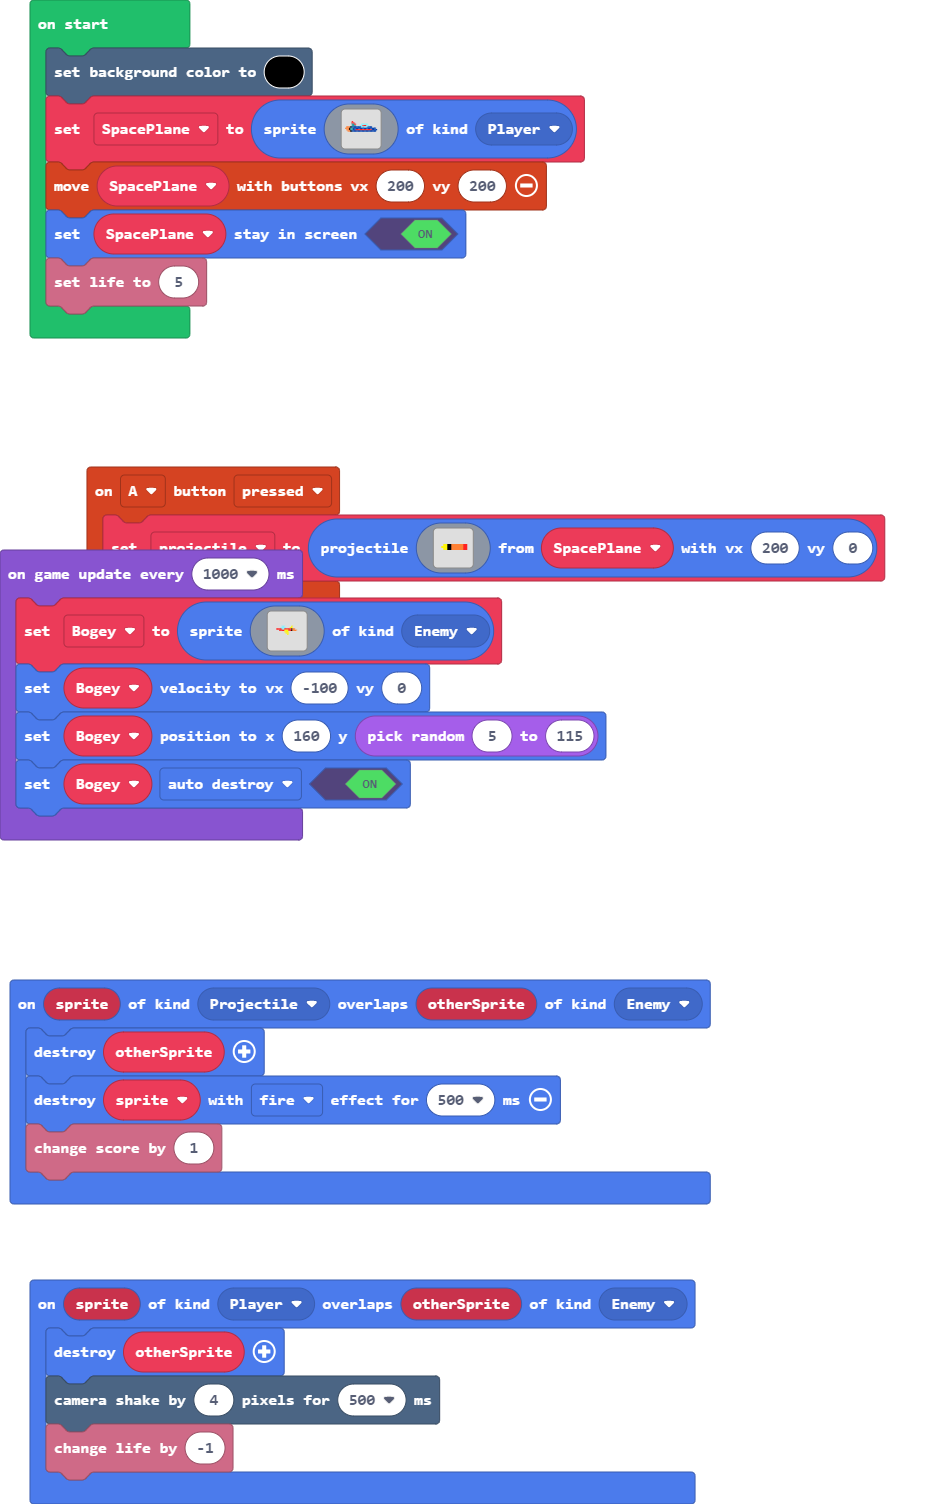 on start
set background color to
set SpacePlane to sprite of kind Player
move SpacePlane with buttons vx 200 vy 200
set SpacePlane stay in screen ON
set life to 5
on A button pressed
set projectile to projectile from SpacePlane with vx 200 vy 0
on game update every 1000 ms
set Bogey to sprite of kind Enemy
set Bogey velocity to vx -100 vy 0
set Bogey position to x 160 y pick random 5 to 115
set Bogey auto destroy ON
on sprite of kind Projectile overlaps otherSprite of kind Enemy
destroy otherSprite
destroy sprite with fire effect for 500 ms
change score by 1
on sprite of kind Player overlaps otherSprite of kind Enemy
destroy otherSprite
camera shake by 4 pixels for 500 ms
change life by -1